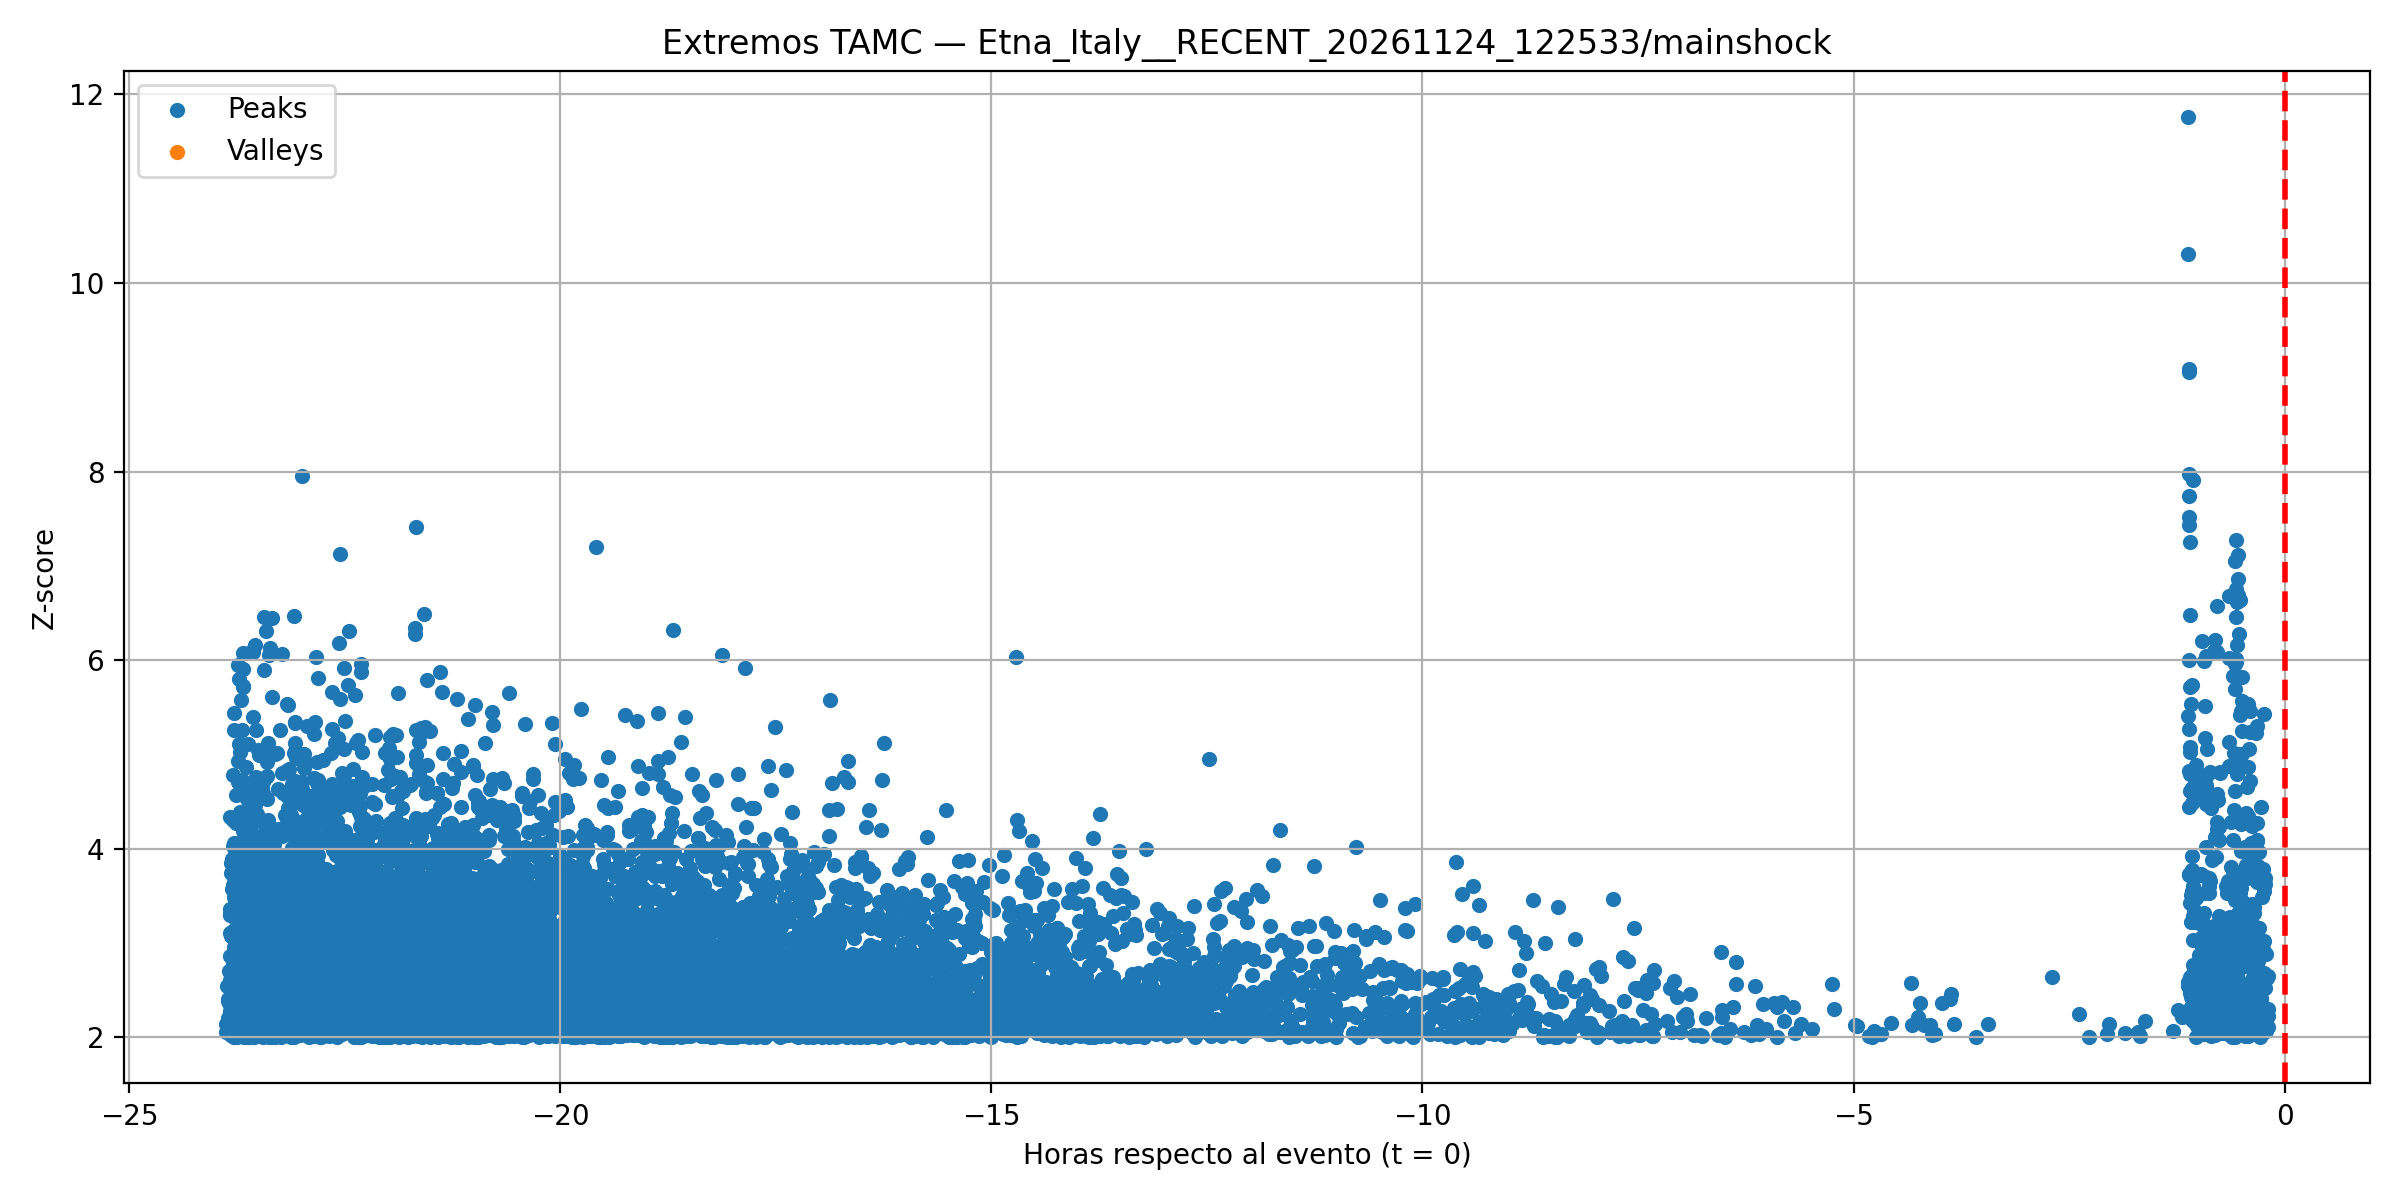 Extremos TAMC — Etna_Italy__RECENT_20261124_122533/mainshock
Peaks
Valleys
Z-score
12
10
8
6
4
2
−25 −20 −15 −10 −5 0
Horas respecto al evento (t = 0)